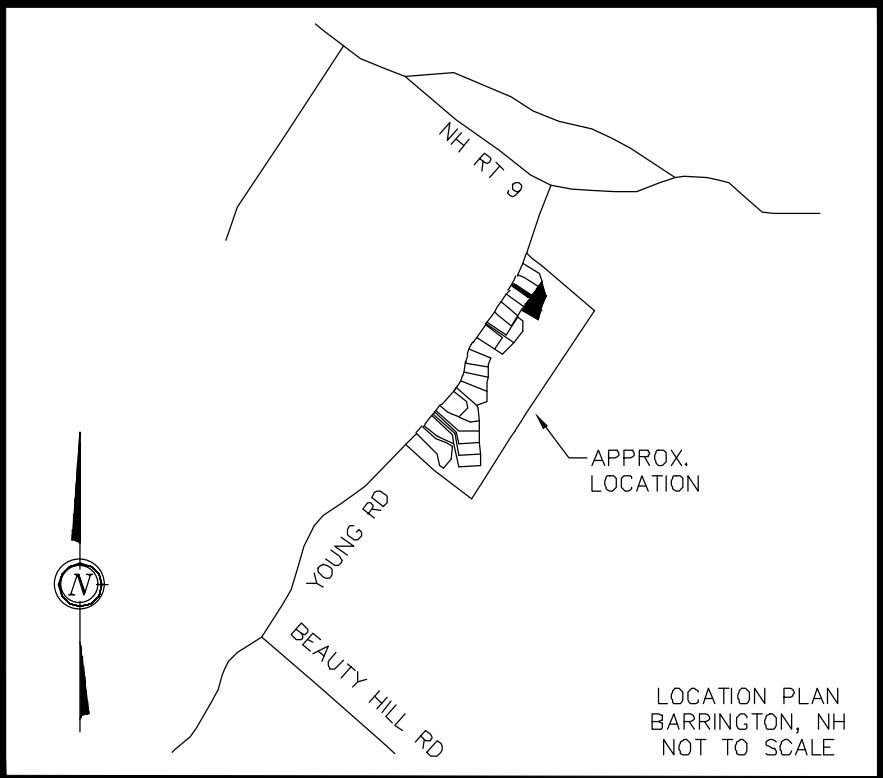 NH RT 9
APPROX.
LOCATION
YOUNG RD
N
BEAUTY HILL RD
LOCATION PLAN
BARRINGTON, NH
NOT TO SCALE